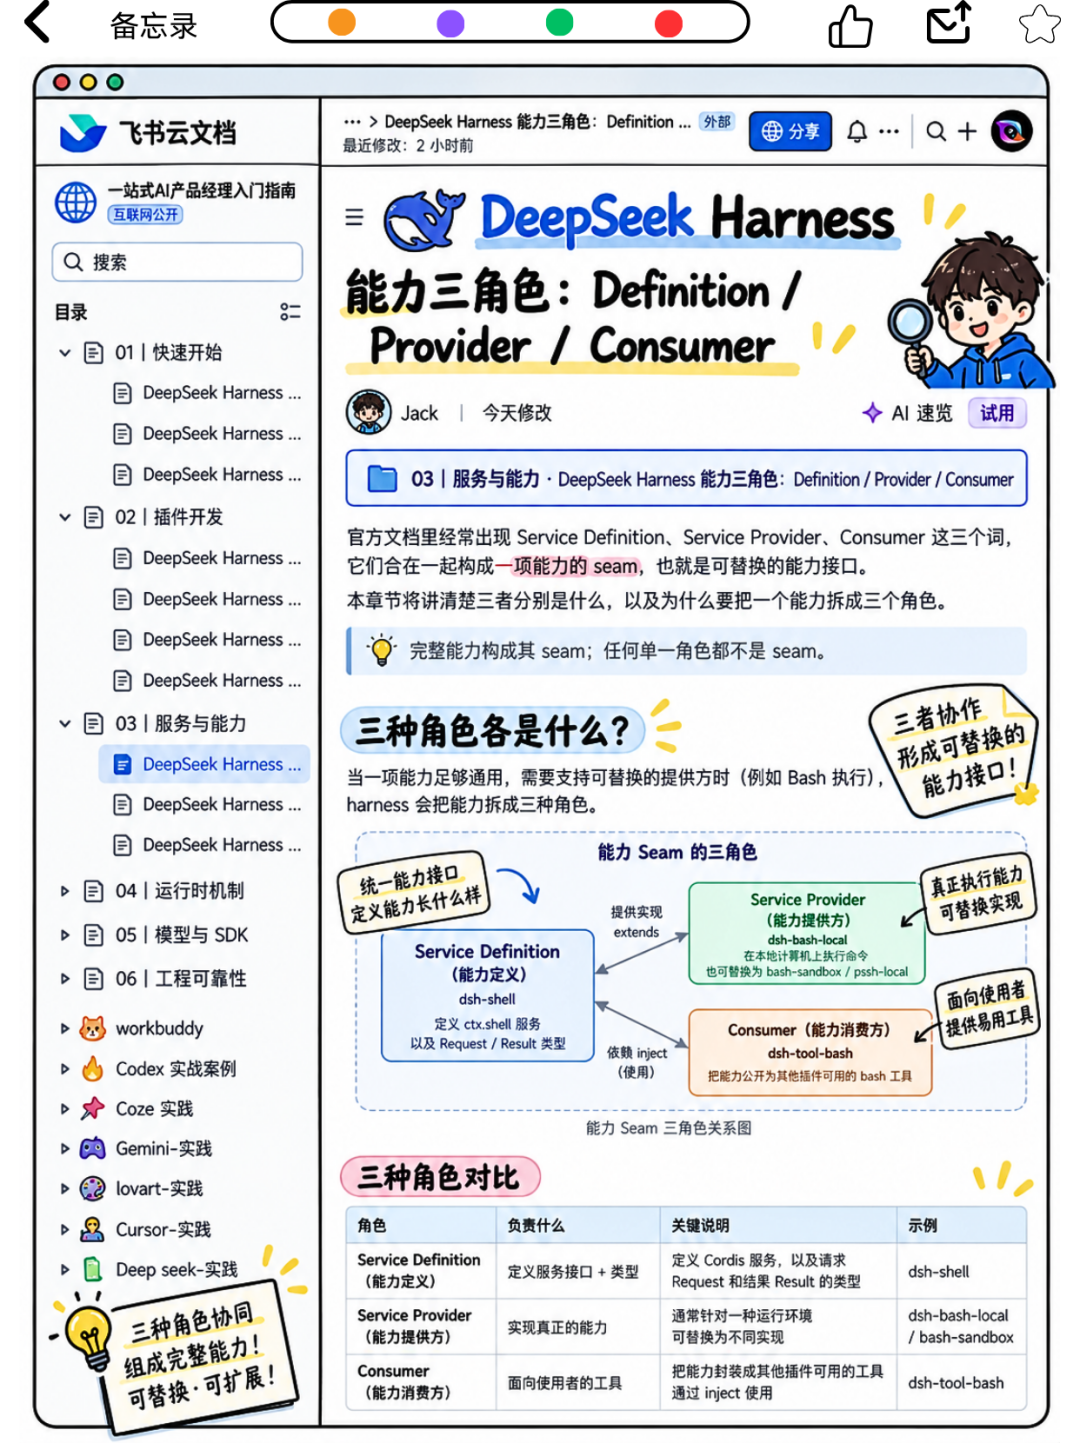 备忘录
飞书云文档
一站式AI产品经理入门指南
互联网公开
搜索
目录
01 | 快速开始
DeepSeek Harness ...
DeepSeek Harness ...
DeepSeek Harness ...
02 | 插件开发
DeepSeek Harness ...
DeepSeek Harness ...
DeepSeek Harness ...
DeepSeek Harness ...
03 | 服务与能力
DeepSeek Harness ...
DeepSeek Harness ...
DeepSeek Harness ...
04 | 运行时机制
05 | 模型与 SDK
06 | 工程可靠性
workbuddy
Codex 实战案例
Coze 实践
Gemini-实践
lovart-实践
Cursor-实践
Deep seek-实践
三种角色协同
组成完整能力！
可替换·可扩展！
··· > DeepSeek Harness 能力三角色：Definition ... 外部
最近修改：2 小时前
分享
DeepSeek Harness
能力三角色：Definition /
Provider / Consumer
Jack | 今天修改
AI 速览 试用
03 | 服务与能力 · DeepSeek Harness 能力三角色：Definition / Provider / Consumer
官方文档里经常出现 Service Definition、Service Provider、Consumer 这三个词，
它们合在一起构成一项能力的 seam，也就是可替换的能力接口。
本章节将讲清楚三者分别是什么，以及为什么要把一个能力拆成三个角色。
完整能力构成其 seam；任何单一角色都不是 seam。
三种角色各是什么？
三者协作
形成可替换的
能力接口！
当一项能力足够通用，需要支持可替换的提供方时（例如 Bash 执行），
harness 会把能力拆成三种角色。
能力 Seam 的三角色
统一能力接口
定义能力长什么样
Service Definition
（能力定义）
dsh-shell
定义 ctx.shell 服务
以及 Request / Result 类型
提供实现
extends
依赖 inject
（使用）
Service Provider
（能力提供方）
dsh-bash-local
在本地计算机上执行命令
也可替换为 bash-sandbox / pssh-local
真正执行能力
可替换实现
Consumer（能力消费方）
dsh-tool-bash
把能力公开为其他插件可用的 bash 工具
面向使用者
提供易用工具
能力 Seam 三角色关系图
三种角色对比
角色 负责什么 关键说明 示例
Service Definition
（能力定义）
定义服务接口 + 类型
定义 Cordis 服务，以及请求
Request 和结果 Result 的类型
dsh-shell
Service Provider
（能力提供方）
实现真正的能力
通常针对一种运行环境
可替换为不同实现
dsh-bash-local
/ bash-sandbox
Consumer
（能力消费方）
面向使用者的工具
把能力封装成其他插件可用的工具
通过 inject 使用
dsh-tool-bash